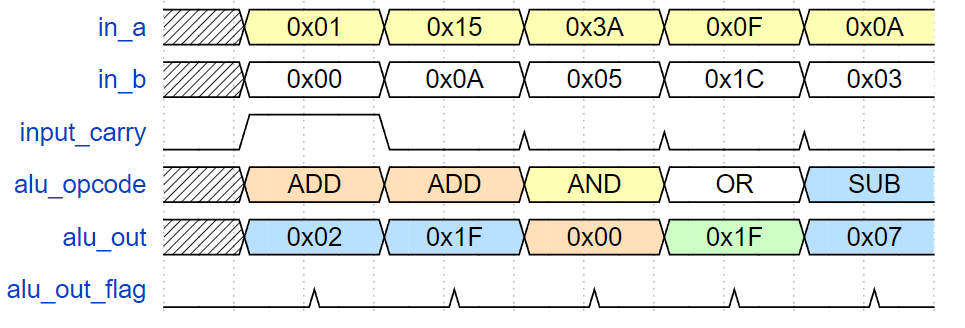 in_a 0x01 0x15 0x3A 0x0F 0x0A
in_b 0x00 0x0A 0x05 0x1C 0x03
input_carry
alu_opcode ADD ADD AND OR SUB
alu_out 0x02 0x1F 0x00 0x1F 0x07
alu_out_flag